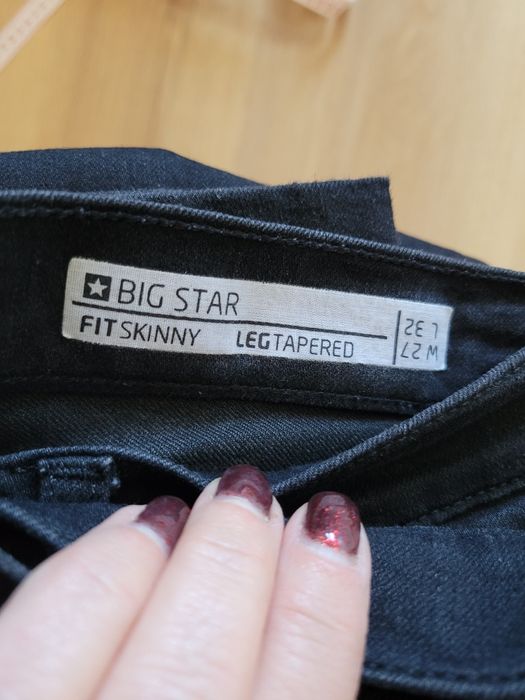 BIG STAR
FITSKINNY LEGTAPERED
W 27
L 32